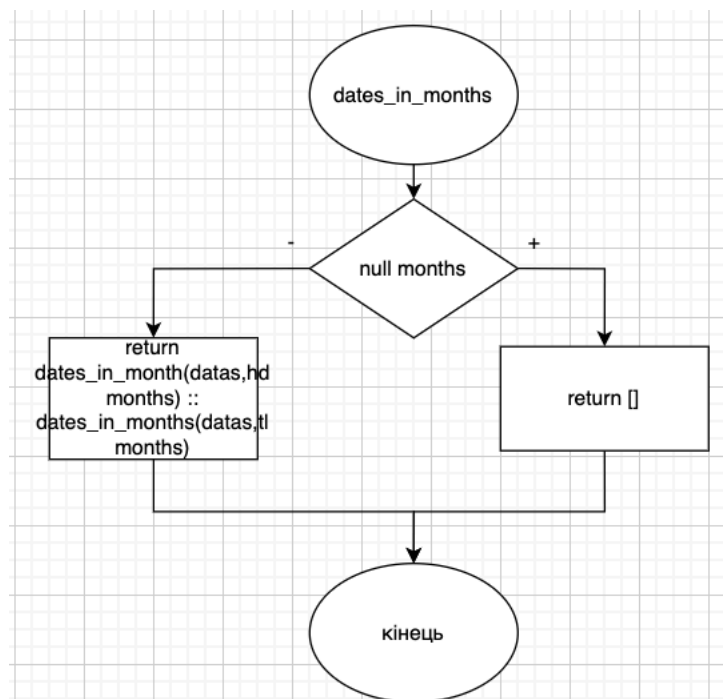 dates_in_months
-
+
null months
return
dates_in_month(datas,hd
months) ::
dates_in_months(datas,tl
months)
return []
кінець